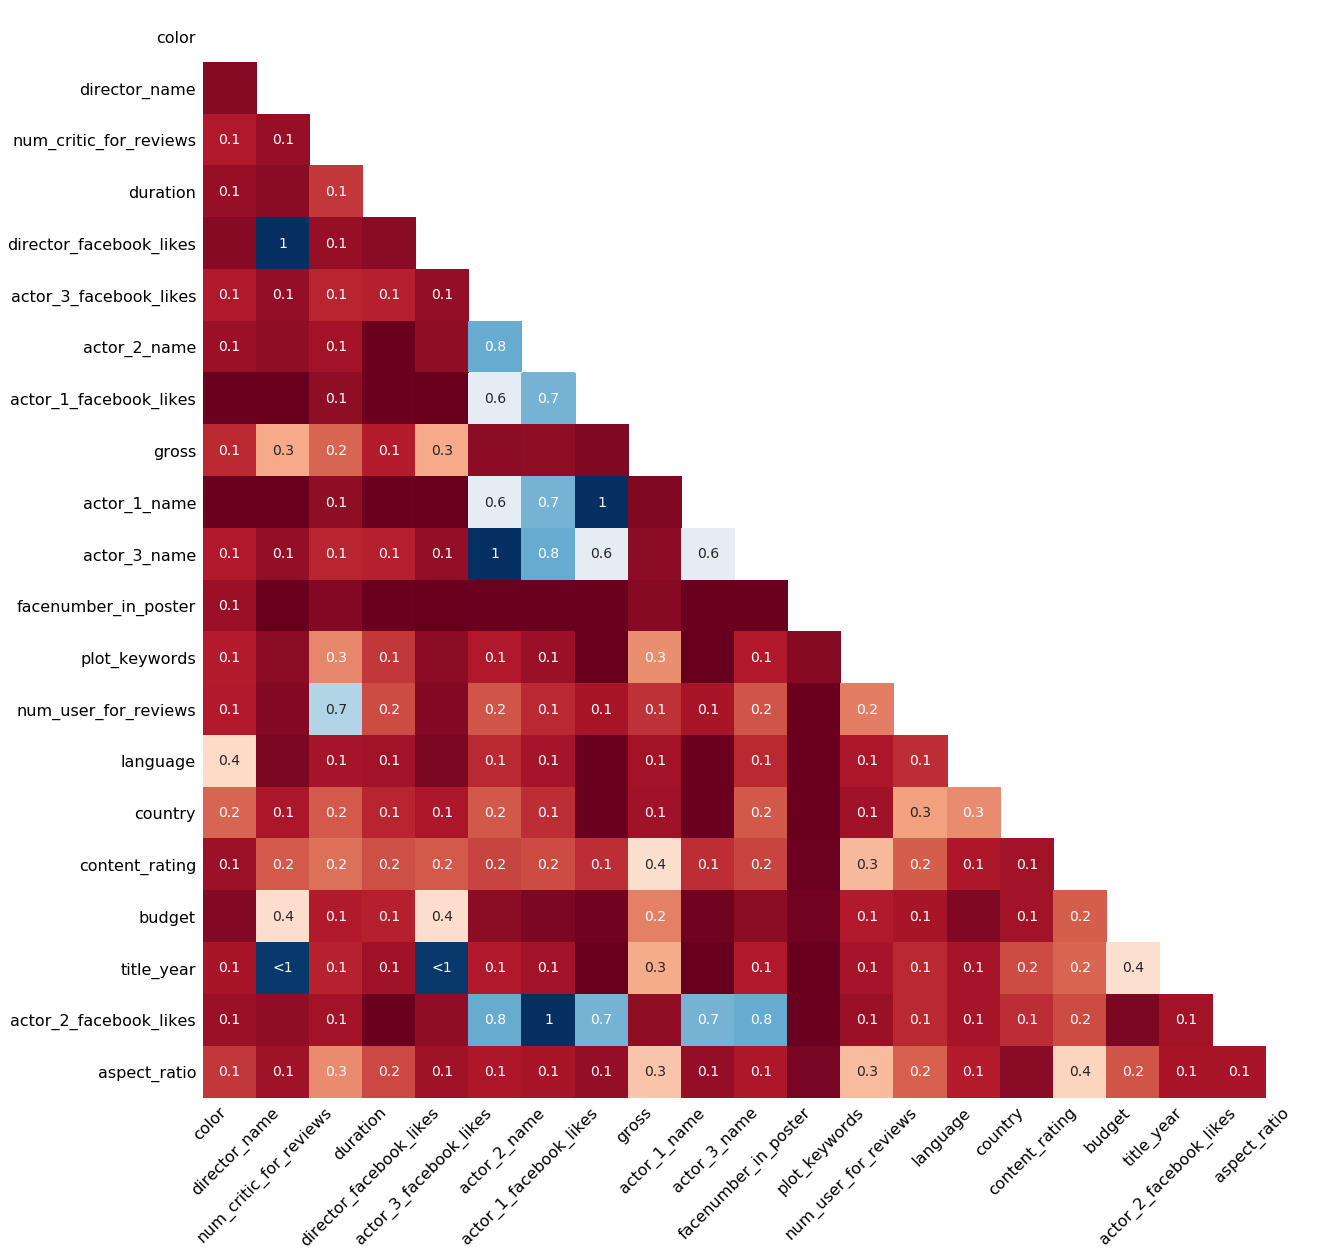 color
director_name
num_critic_for_reviews 0.1 0.1
duration 0.1 0.1
director_facebook_likes 1 0.1
actor_3_facebook_likes 0.1 0.1 0.1 0.1 0.1
actor_2_name 0.1 0.1 0.8
actor_1_facebook_likes 0.1 0.6 0.7
gross 0.1 0.3 0.2 0.1 0.3
actor_1_name 0.1 0.6 0.7 1
actor_3_name 0.1 0.1 0.1 0.1 0.1 1 0.8 0.6 0.6
facenumber_in_poster 0.1
plot_keywords 0.1 0.3 0.1 0.1 0.1 0.3 0.1
num_user_for_reviews 0.1 0.7 0.2 0.2 0.1 0.1 0.1 0.1 0.2 0.2
language 0.4 0.1 0.1 0.1 0.1 0.1 0.1 0.1 0.1
country 0.2 0.1 0.2 0.1 0.1 0.2 0.1 0.1 0.2 0.1 0.3 0.3
content_rating 0.1 0.2 0.2 0.2 0.2 0.2 0.2 0.1 0.4 0.1 0.2 0.3 0.2 0.1 0.1
budget 0.4 0.1 0.1 0.4 0.2 0.1 0.1 0.1 0.2
title_year 0.1 <1 0.1 0.1 <1 0.1 0.1 0.3 0.1 0.1 0.1 0.1 0.2 0.2 0.4
actor_2_facebook_likes 0.1 0.1 0.8 1 0.7 0.7 0.8 0.1 0.1 0.1 0.1 0.2 0.1
aspect_ratio 0.1 0.1 0.3 0.2 0.1 0.1 0.1 0.1 0.3 0.1 0.1 0.3 0.2 0.1 0.4 0.2 0.1 0.1
color
director_name
num_critic_for_reviews
duration
director_facebook_likes
actor_3_facebook_likes
actor_2_name
actor_1_facebook_likes
gross
actor_1_name
actor_3_name
facenumber_in_poster
plot_keywords
num_user_for_reviews
language
country
content_rating
budget
title_year
actor_2_facebook_likes
aspect_ratio